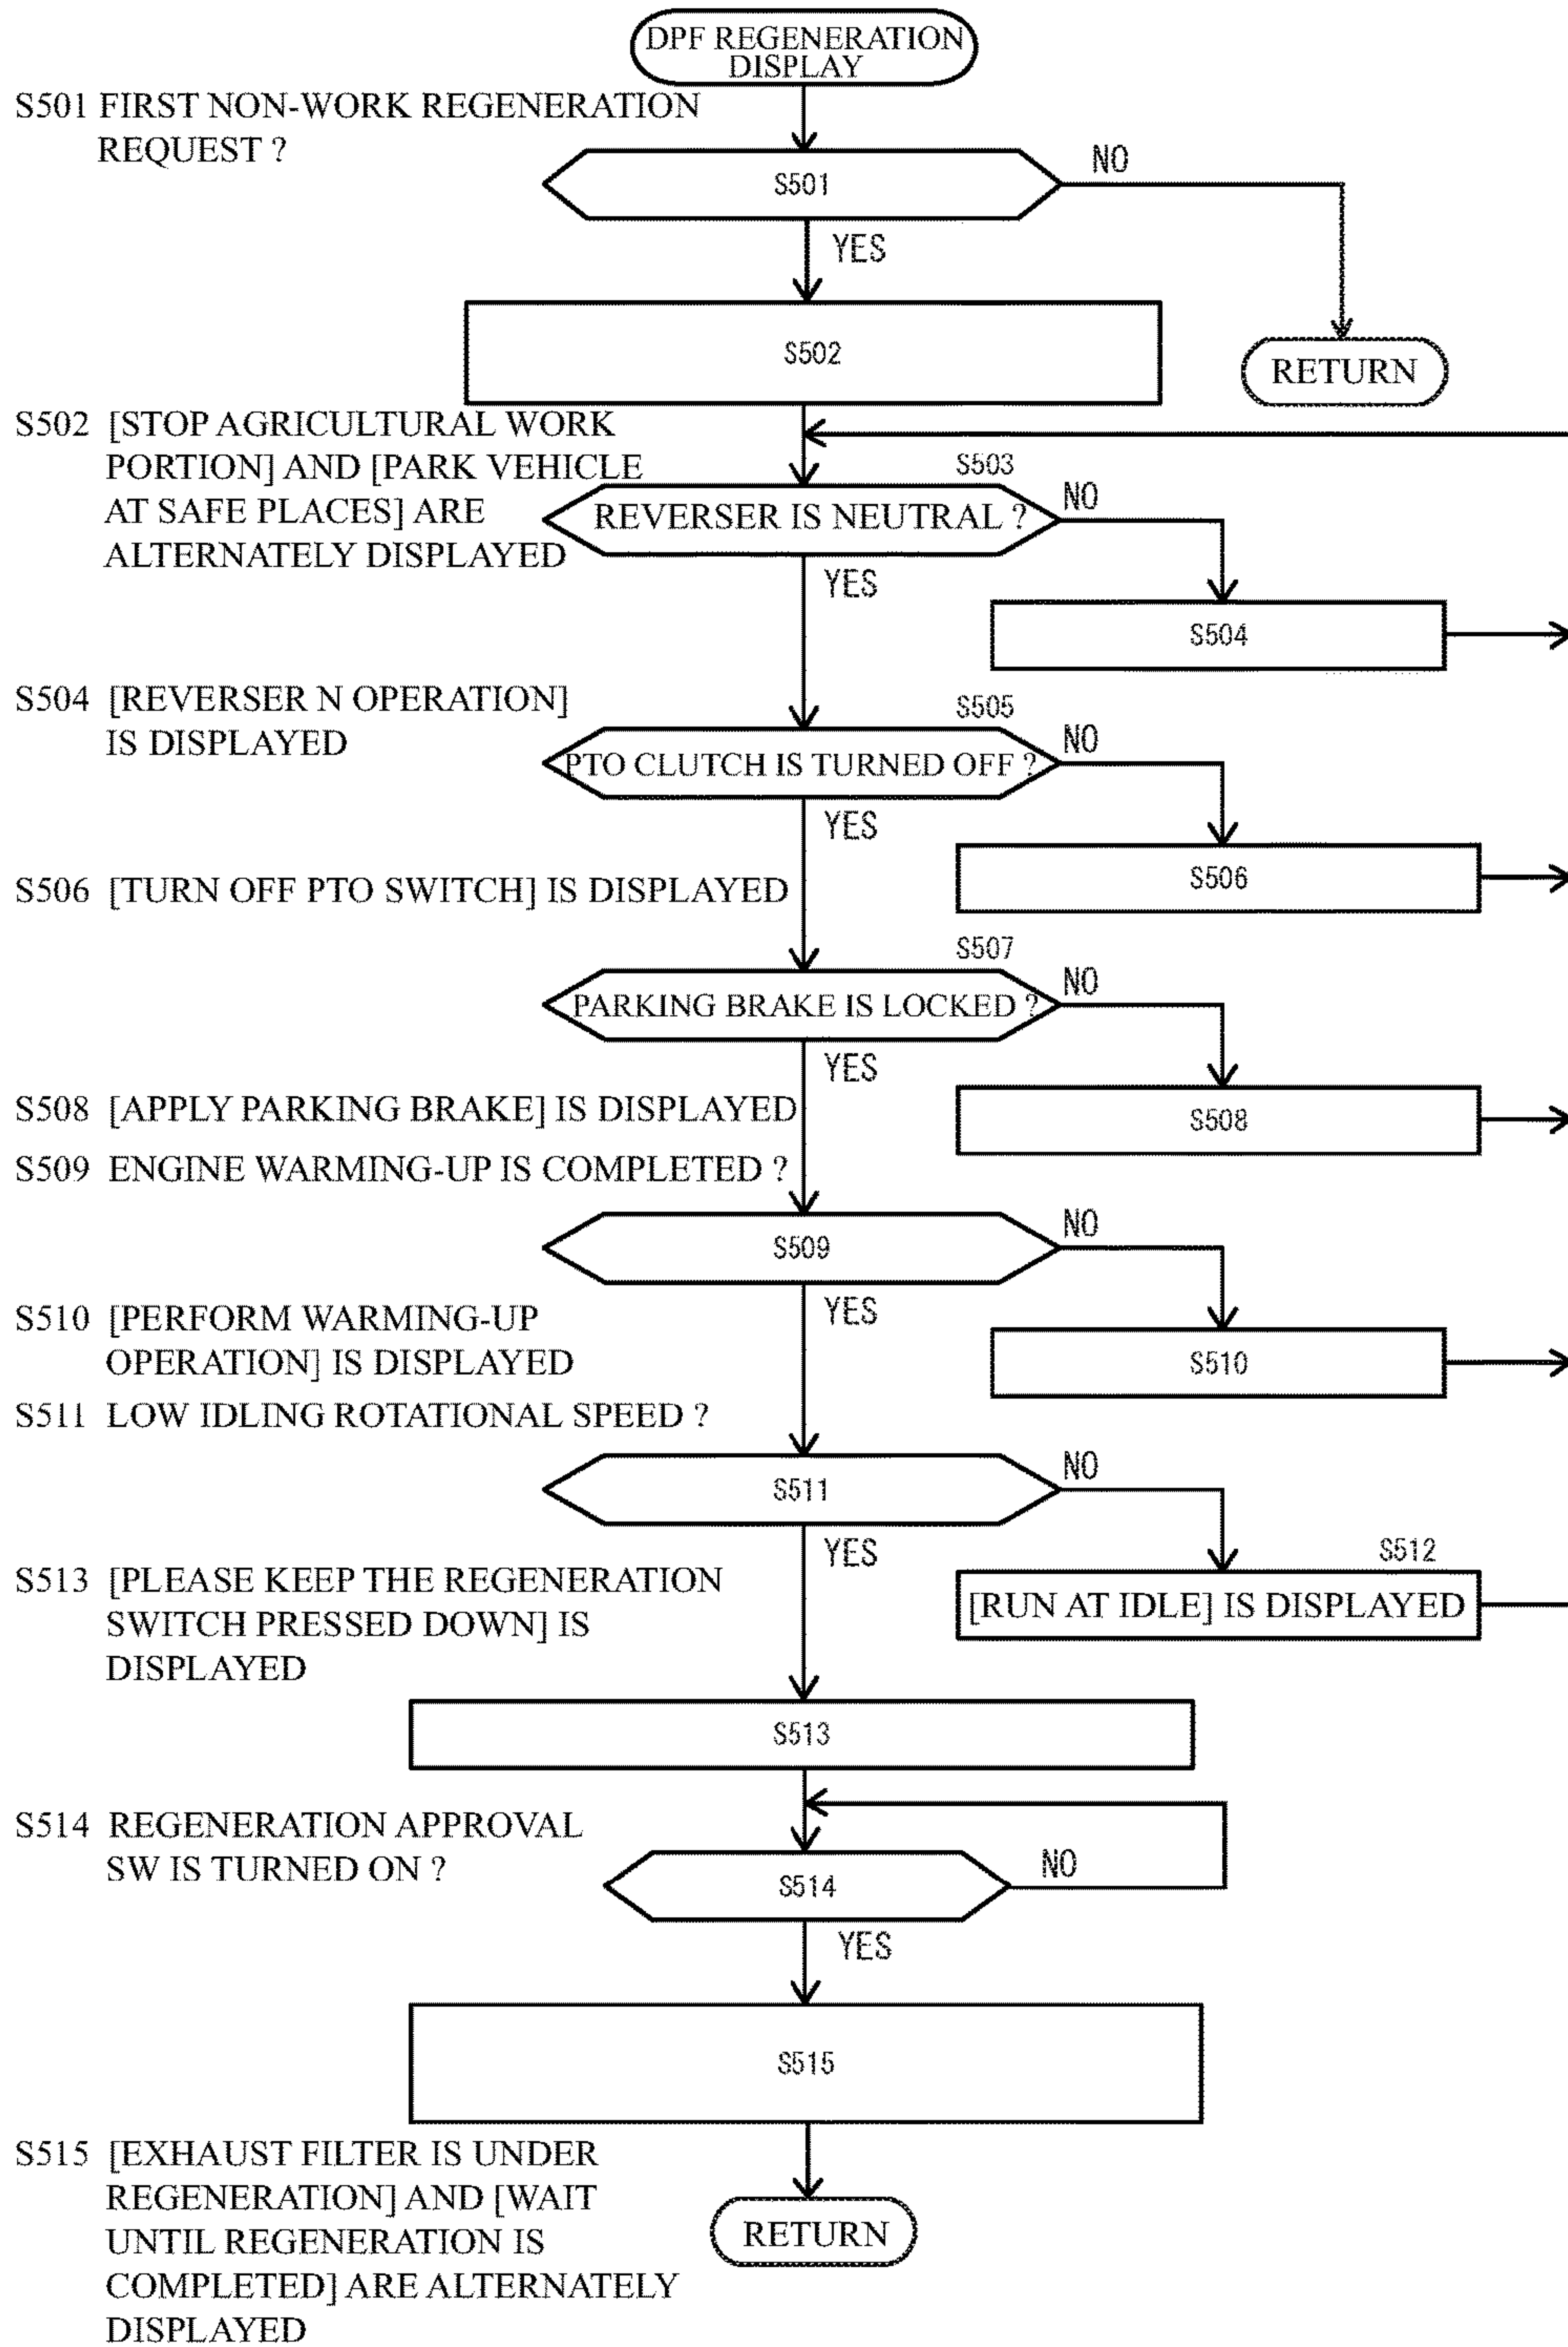 DPF REGENERATION
DISPLAY
S501 FIRST NON-WORK REGENERATION
REQUEST ?
NO
S501
YES
S502
RETURN
S502 [STOP AGRICULTURAL WORK
PORTION] AND [PARK VEHICLE
AT SAFE PLACES] ARE
ALTERNATELY DISPLAYED
S503
REVERSER IS NEUTRAL ?
NO
YES
S504
S504 [REVERSER N OPERATION]
IS DISPLAYED
S505
PTO CLUTCH IS TURNED OFF ?
NO
YES
S506
S506 [TURN OFF PTO SWITCH] IS DISPLAYED
S507
PARKING BRAKE IS LOCKED ?
NO
YES
S508
S508 [APPLY PARKING BRAKE] IS DISPLAYED
S509 ENGINE WARMING-UP IS COMPLETED ?
S509
NO
YES
S510
S510 [PERFORM WARMING-UP
OPERATION] IS DISPLAYED
S511 LOW IDLING ROTATIONAL SPEED ?
S511
NO
YES
S512
[RUN AT IDLE] IS DISPLAYED
S513 [PLEASE KEEP THE REGENERATION
SWITCH PRESSED DOWN] IS
DISPLAYED
S513
S514 REGENERATION APPROVAL
SW IS TURNED ON ?
S514
NO
YES
S515
S515 [EXHAUST FILTER IS UNDER
REGENERATION] AND [WAIT
UNTIL REGENERATION IS
COMPLETED] ARE ALTERNATELY
DISPLAYED
RETURN